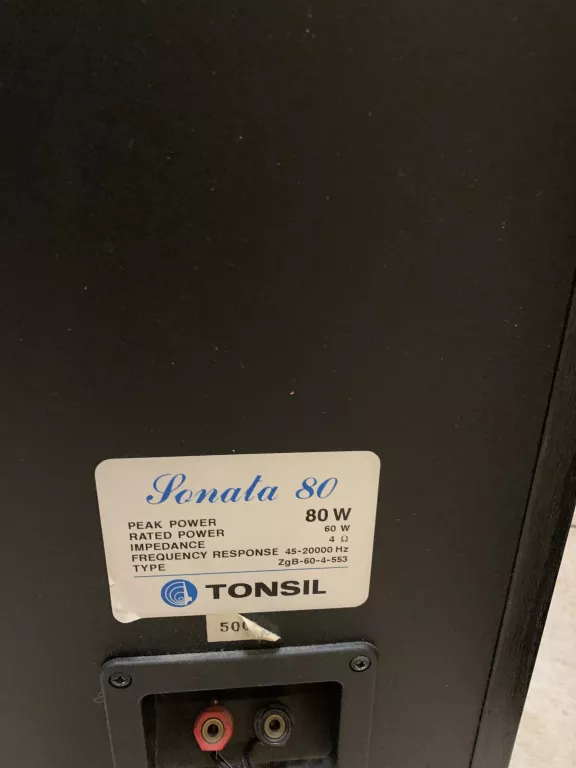 Sonata 80
PEAK POWER 80 W
RATED POWER 60 W
IMPEDANCE 4 Ω
FREQUENCY RESPONSE 45-20000 Hz
TYPE ZgB-60-4-553
TONSIL